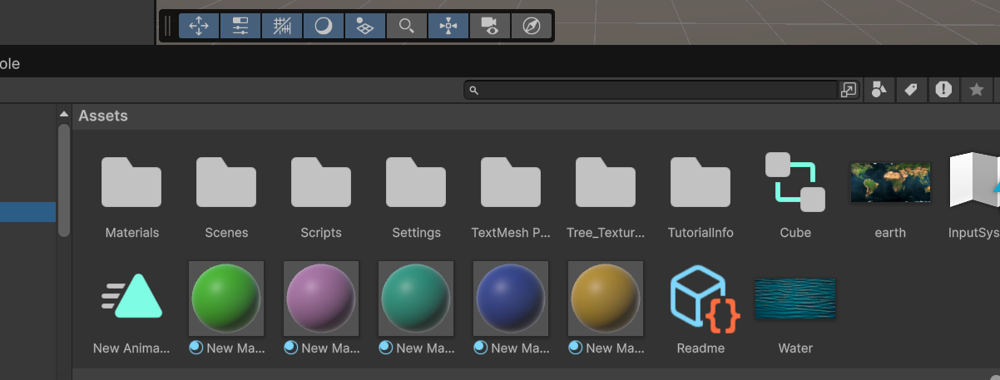 ole
Assets
Materials Scenes Scripts Settings TextMesh P... Tree_Textur... TutorialInfo Cube earth InputSys
New Anima... New Ma... New Ma... New Ma... New Ma... New Ma... Readme Water